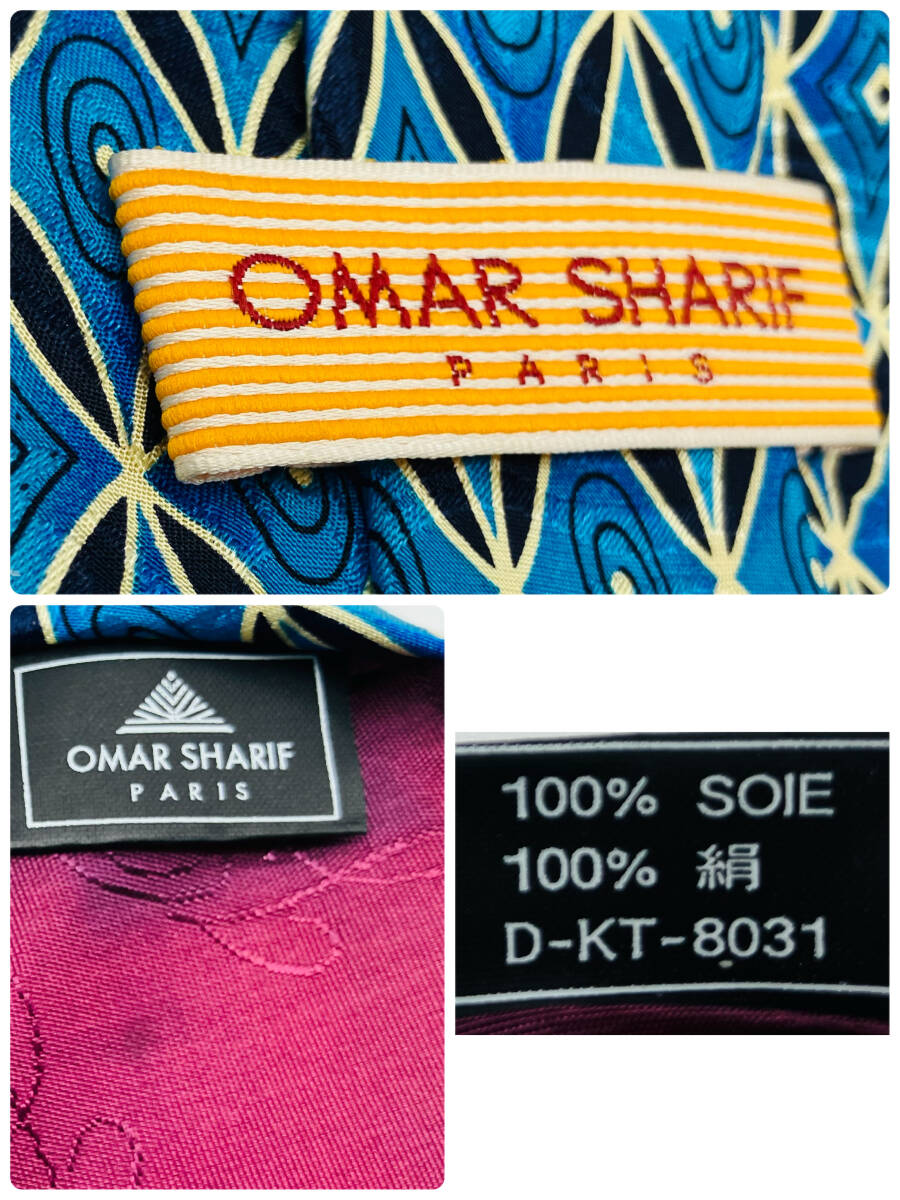 OMAR SHARIF
PARIS
OMAR SHARIF
PARIS
100% SOIE
100% 絹
D-KT-8031